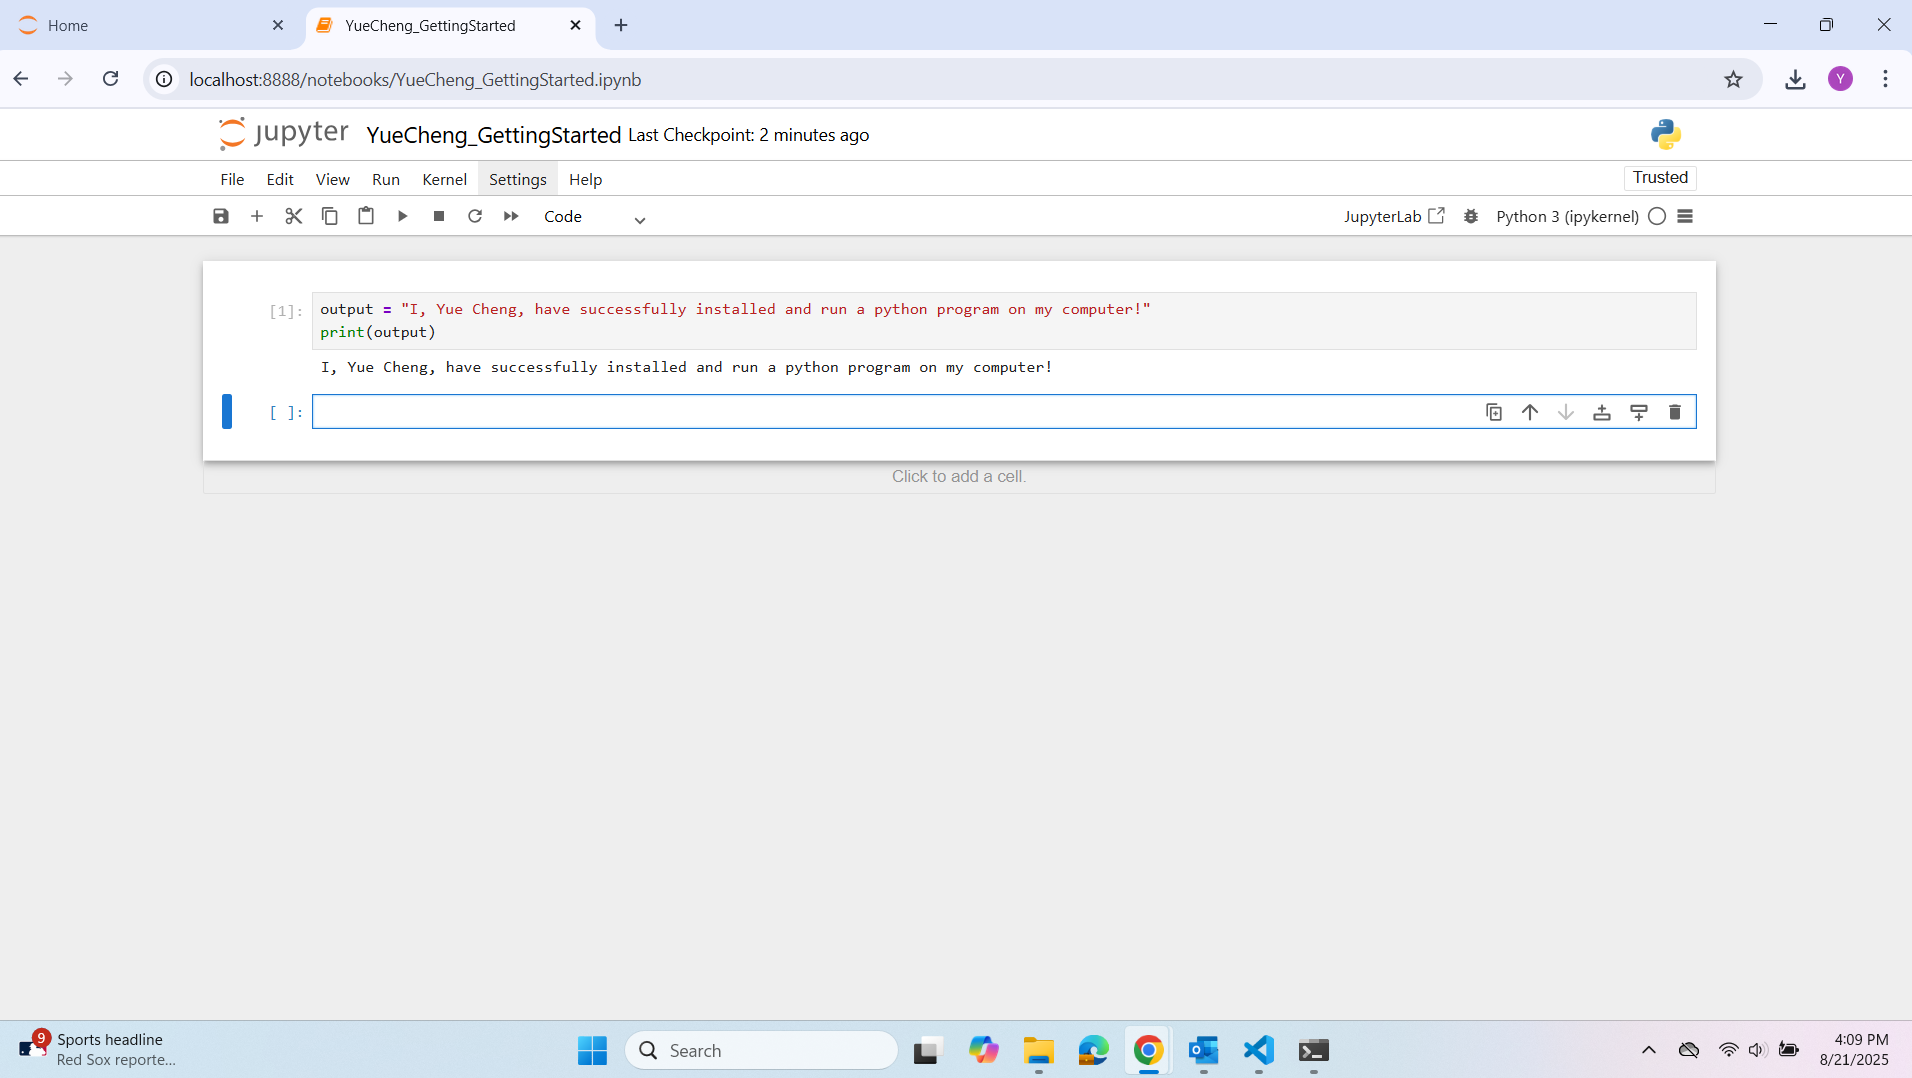 Home
YueCheng_GettingStarted
localhost:8888/notebooks/YueCheng_GettingStarted.ipynb
Y
jupyter YueCheng_GettingStarted Last Checkpoint: 2 minutes ago
File Edit View Run Kernel Settings Help
Trusted
Code
JupyterLab
Python 3 (ipykernel)
[1]: output = "I, Yue Cheng, have successfully installed and run a python program on my computer!"
print(output)
I, Yue Cheng, have successfully installed and run a python program on my computer!
[ ]:
Click to add a cell.
9
Sports headline
Red Sox reporte...
Search
4:09 PM
8/21/2025